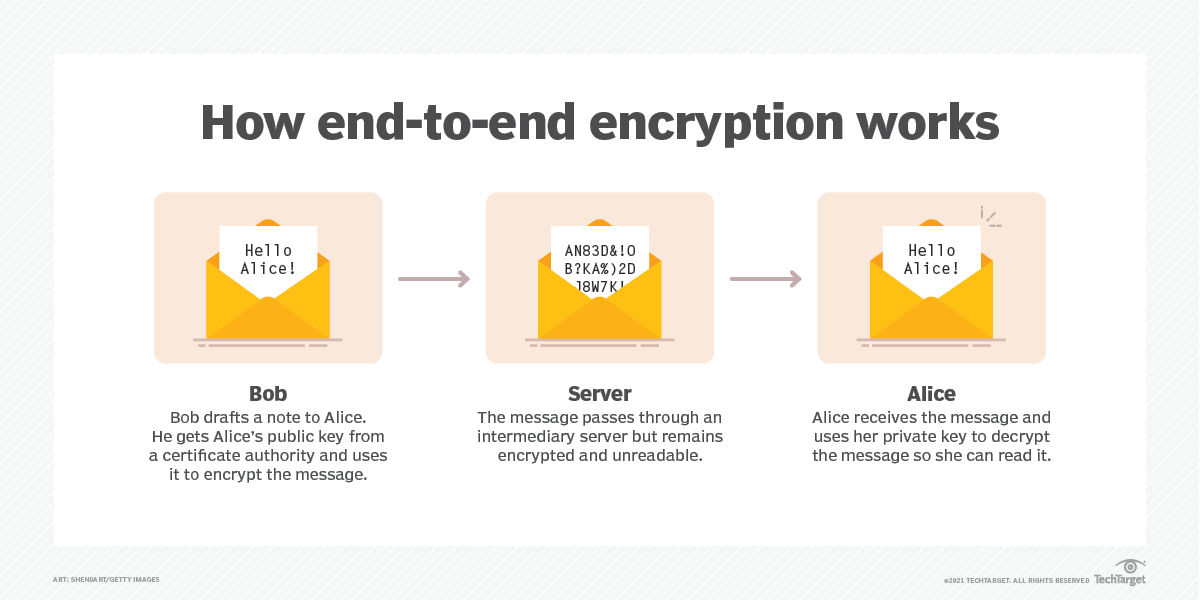 How end-to-end encryption works
Hello
Alice!
AN83D&!O
B?KA%)2D
J8W7K!
Hello
Alice!
Bob
Bob drafts a note to Alice.
He gets Alice’s public key from
a certificate authority and uses
it to encrypt the message.
Server
The message passes through an
intermediary server but remains
encrypted and unreadable.
Alice
Alice receives the message and
uses her private key to decrypt
the message so she can read it.
ART: SHENDART/GETTY IMAGES
©2021 TECHTARGET. ALL RIGHTS RESERVED
TechTarget